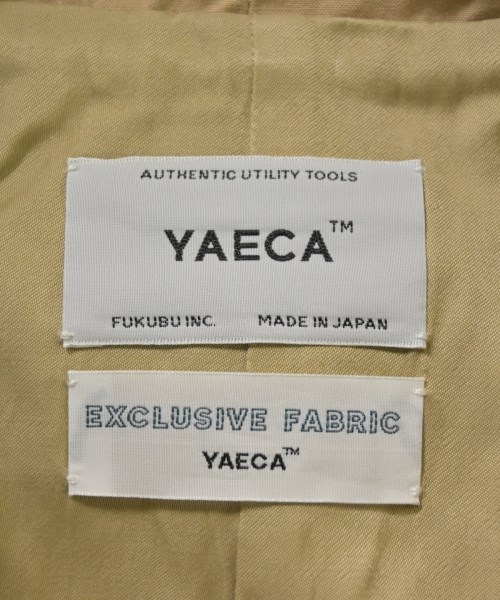 AUTHENTIC UTILITY TOOLS
YAECA™
FUKUBU INC. MADE IN JAPAN
EXCLUSIVE FABRIC
YAECA™